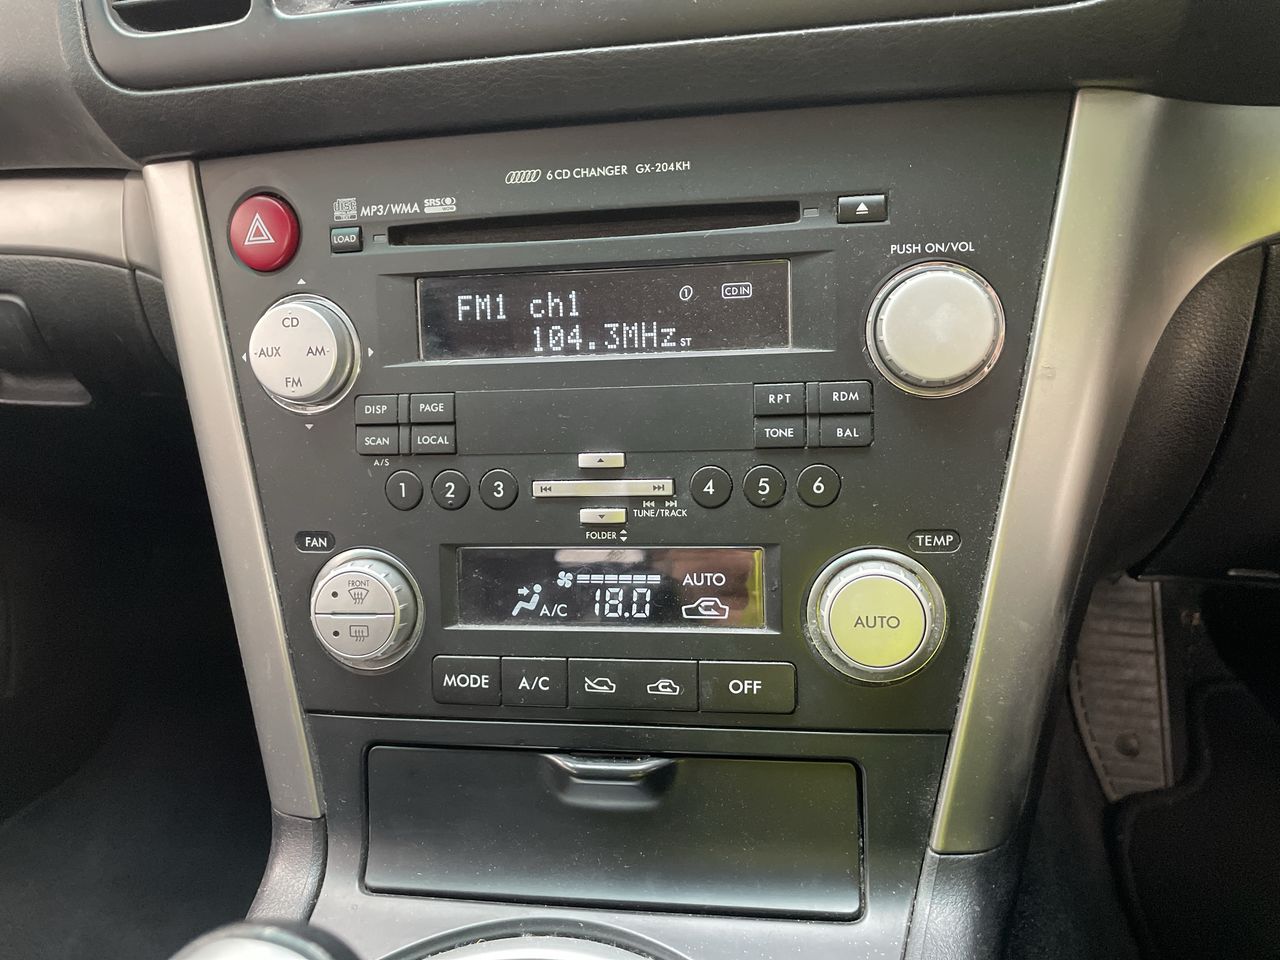 6 CD CHANGER GX-204KH
MP3/WMA SRS
LOAD
PUSH ON/VOL
FM1 ch1 1 CD IN
104.3MHz ST
CD
AUX AM
FM
DISP PAGE
SCAN LOCAL
A/S
RPT RDM
TONE BAL
1 2 3
4 5 6
TUNE/TRACK
FOLDER
FAN
TEMP
FRONT
AUTO
A/C 18.0
AUTO
MODE A/C OFF